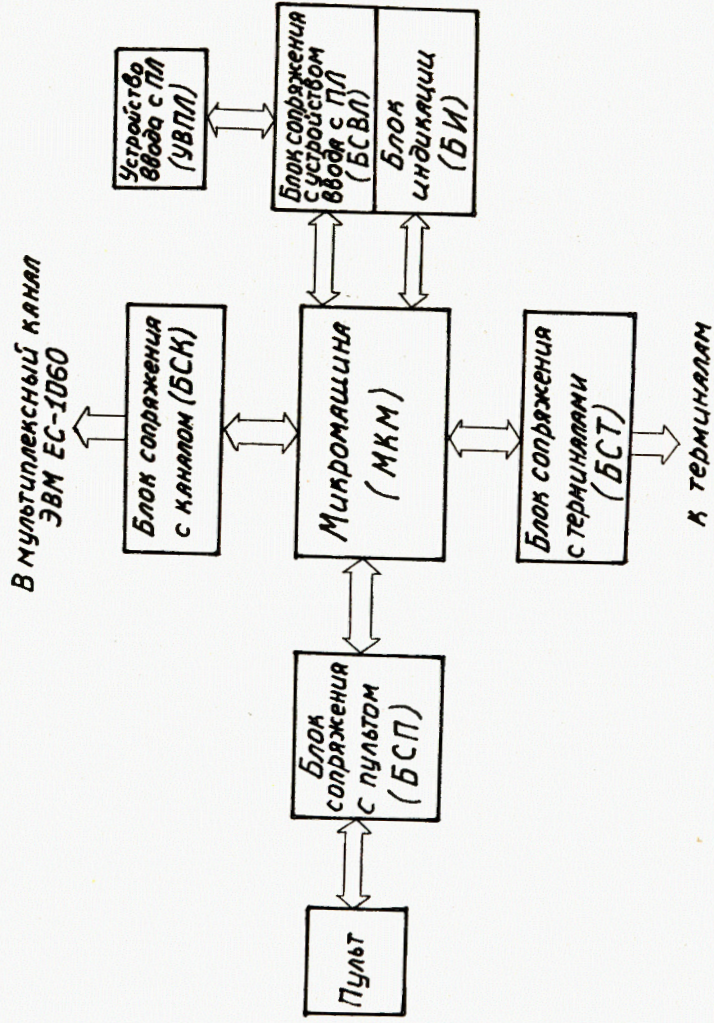 В мультиплексный канал
ЭВМ ЕС-1060
Блок сопряжения
с каналом (БСК)
Устройство
ввода с ПЛ
(УВПЛ)
Пульт
Блок
сопряжения
с пультом
(БСП)
Микромашина
(МКМ)
Блок сопряжения
с устройством
ввода с ПЛ
(БСВЛ)
Блок
индикации
(БИ)
Блок сопряжения
с терминалами
(БСТ)
К терминалам